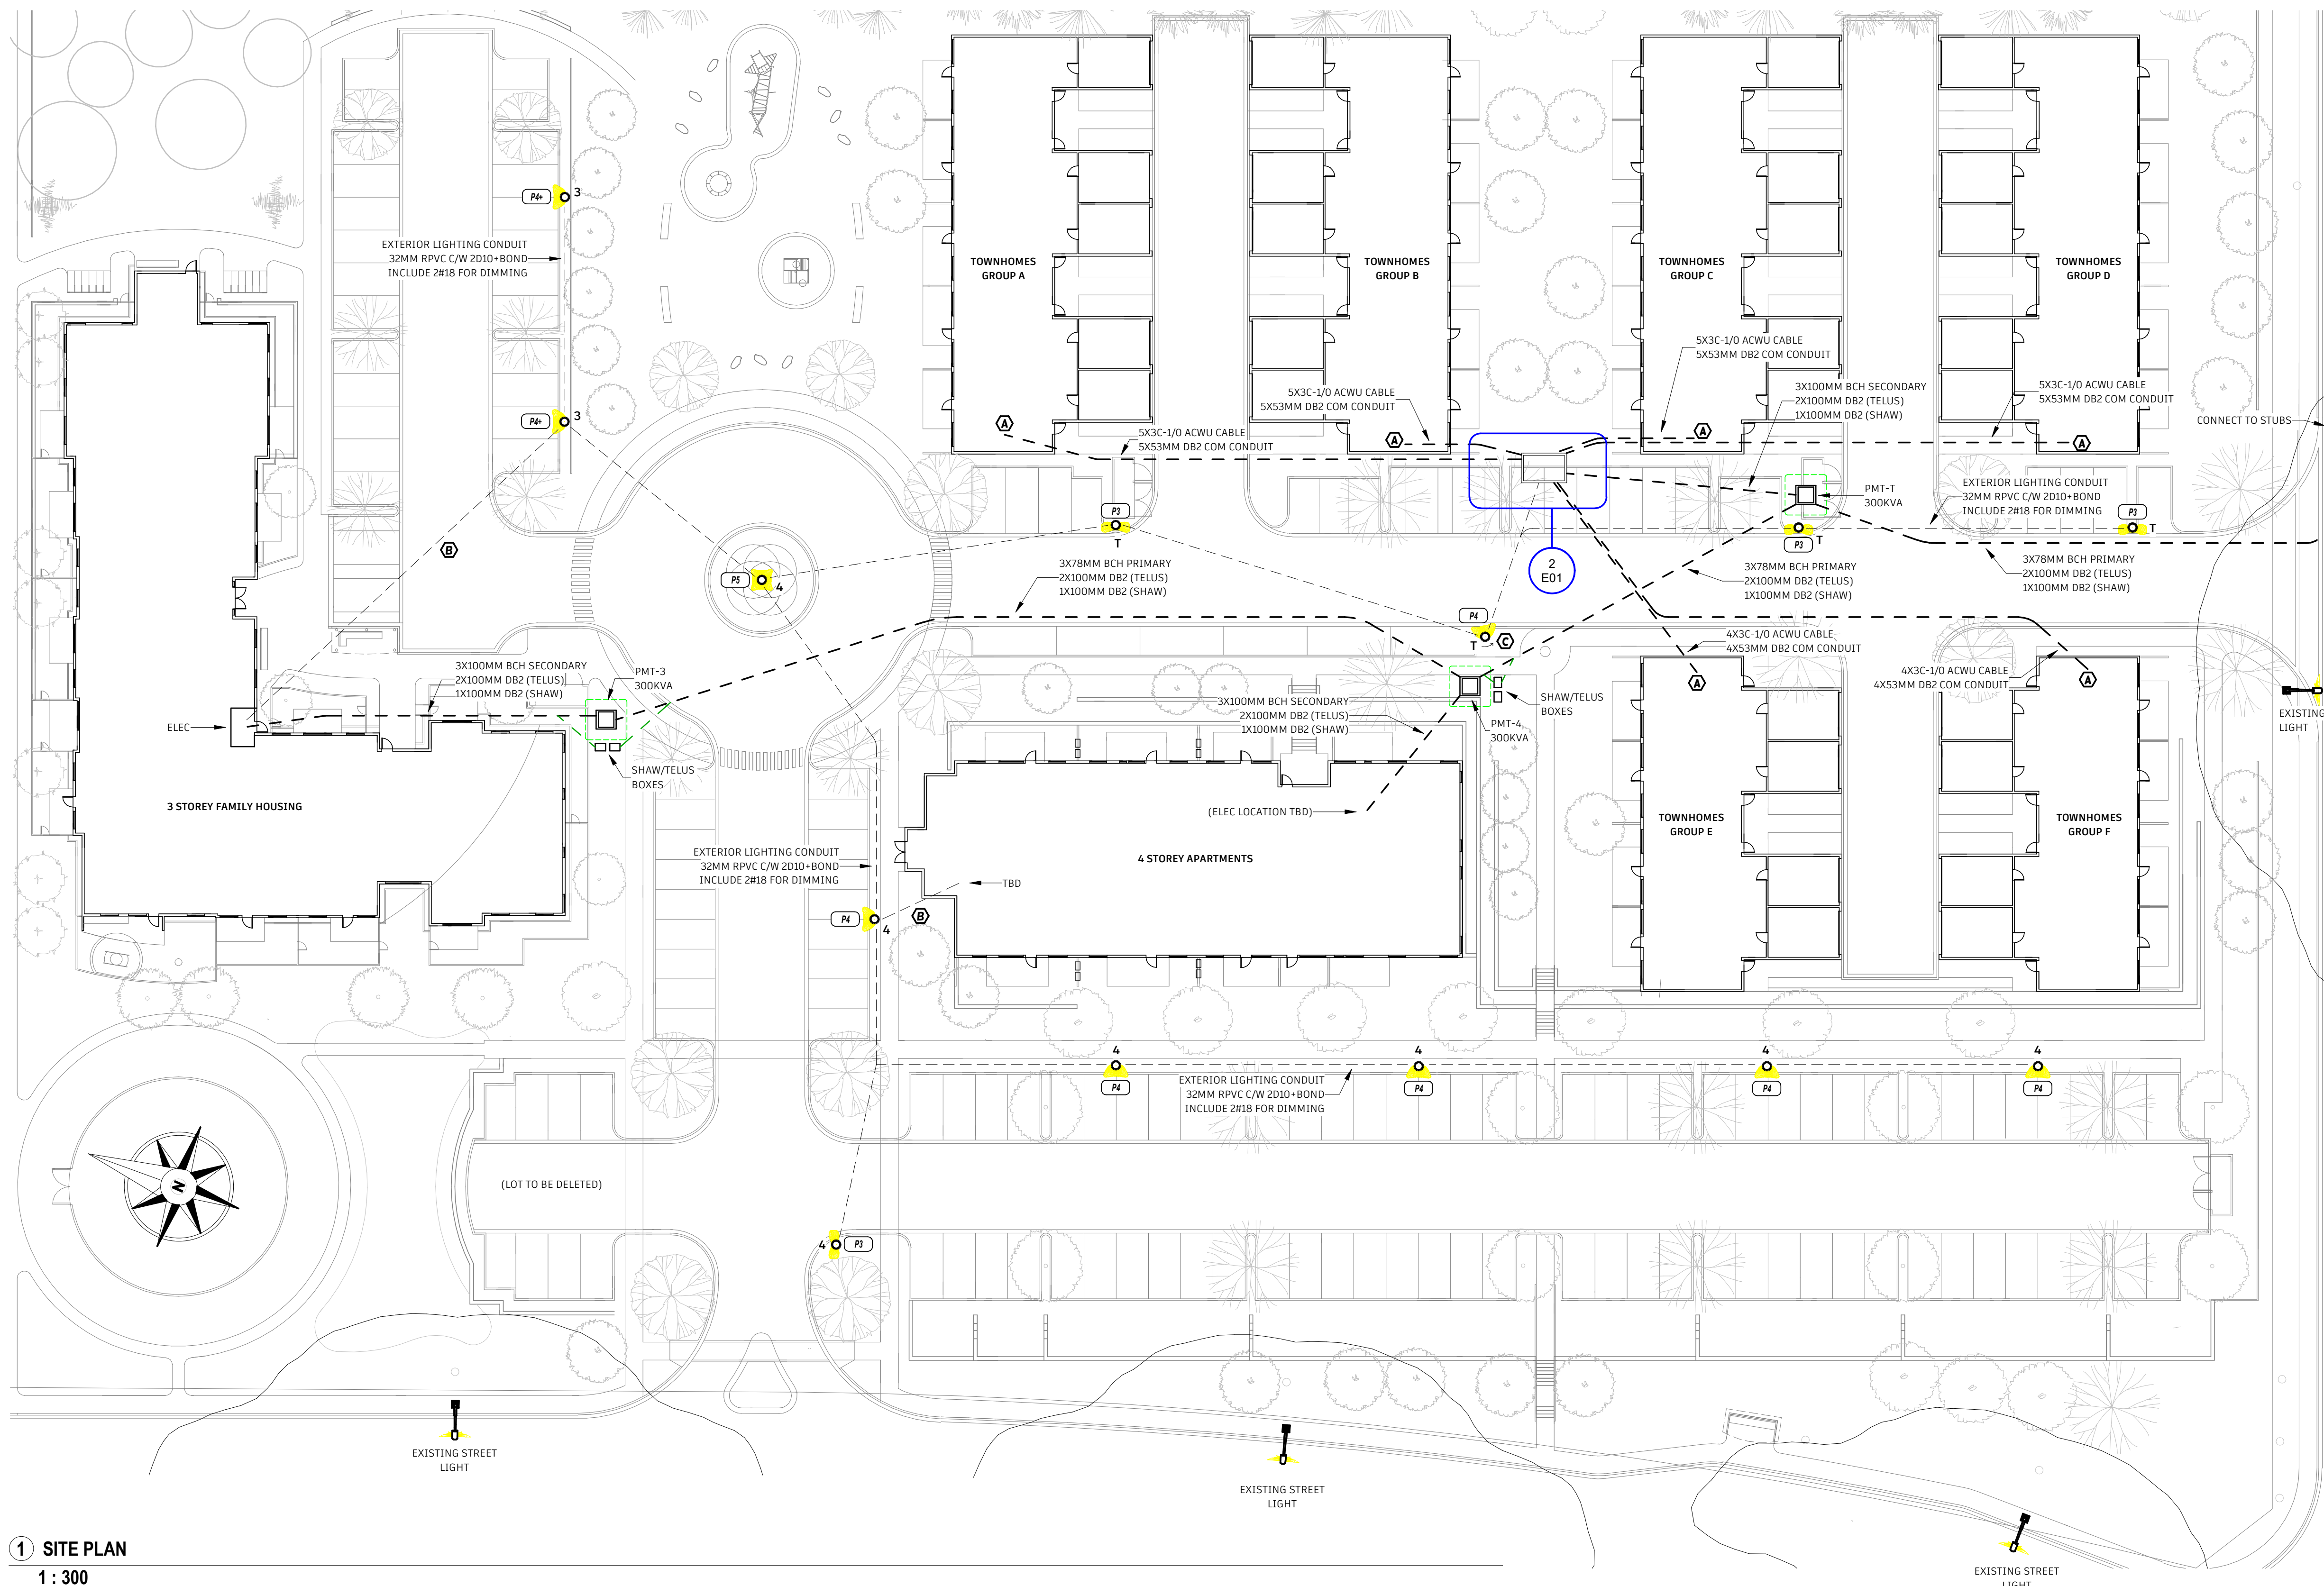 P4+
3
EXTERIOR LIGHTING CONDUIT
32MM RPVC C/W 2D10+BOND
INCLUDE 2#18 FOR DIMMING
P4+
3
TOWNHOMES
GROUP A
TOWNHOMES
GROUP B
TOWNHOMES
GROUP C
TOWNHOMES
GROUP D
5X3C-1/0 ACWU CABLE
5X53MM DB2 COM CONDUIT
5X3C-1/0 ACWU CABLE
5X53MM DB2 COM CONDUIT
3X100MM BCH SECONDARY
2X100MM DB2 (TELUS)
1X100MM DB2 (SHAW)
5X3C-1/0 ACWU CABLE
5X53MM DB2 COM CONDUIT
CONNECT TO STUBS
A
A
A
A
5X3C-1/0 ACWU CABLE
5X53MM DB2 COM CONDUIT
PMT-T
300KVA
EXTERIOR LIGHTING CONDUIT
32MM RPVC C/W 2D10+BOND
INCLUDE 2#18 FOR DIMMING
P3
T
P3
T
P3
T
B
P5
4
2
E01
3X78MM BCH PRIMARY
2X100MM DB2 (TELUS)
1X100MM DB2 (SHAW)
3X78MM BCH PRIMARY
2X100MM DB2 (TELUS)
1X100MM DB2 (SHAW)
3X78MM BCH PRIMARY
2X100MM DB2 (TELUS)
1X100MM DB2 (SHAW)
P4
T
C
4X3C-1/0 ACWU CABLE
4X53MM DB2 COM CONDUIT
4X3C-1/0 ACWU CABLE
4X53MM DB2 COM CONDUIT
A
A
3X100MM BCH SECONDARY
2X100MM DB2 (TELUS)
1X100MM DB2 (SHAW)
PMT-3
300KVA
ELEC
SHAW/TELUS
BOXES
3X100MM BCH SECONDARY
2X100MM DB2 (TELUS)
1X100MM DB2 (SHAW)
SHAW/TELUS
BOXES
PMT-4
300KVA
EXISTING
LIGHT
3 STOREY FAMILY HOUSING
(ELEC LOCATION TBD)
4 STOREY APARTMENTS
TOWNHOMES
GROUP E
TOWNHOMES
GROUP F
EXTERIOR LIGHTING CONDUIT
32MM RPVC C/W 2D10+BOND
INCLUDE 2#18 FOR DIMMING
TBD
P4
4
B
4
P4
4
P4
4
P4
4
P4
EXTERIOR LIGHTING CONDUIT
32MM RPVC C/W 2D10+BOND
INCLUDE 2#18 FOR DIMMING
N
(LOT TO BE DELETED)
4
P3
EXISTING STREET
LIGHT
EXISTING STREET
LIGHT
EXISTING STREET
LIGHT
1 SITE PLAN
1 : 300